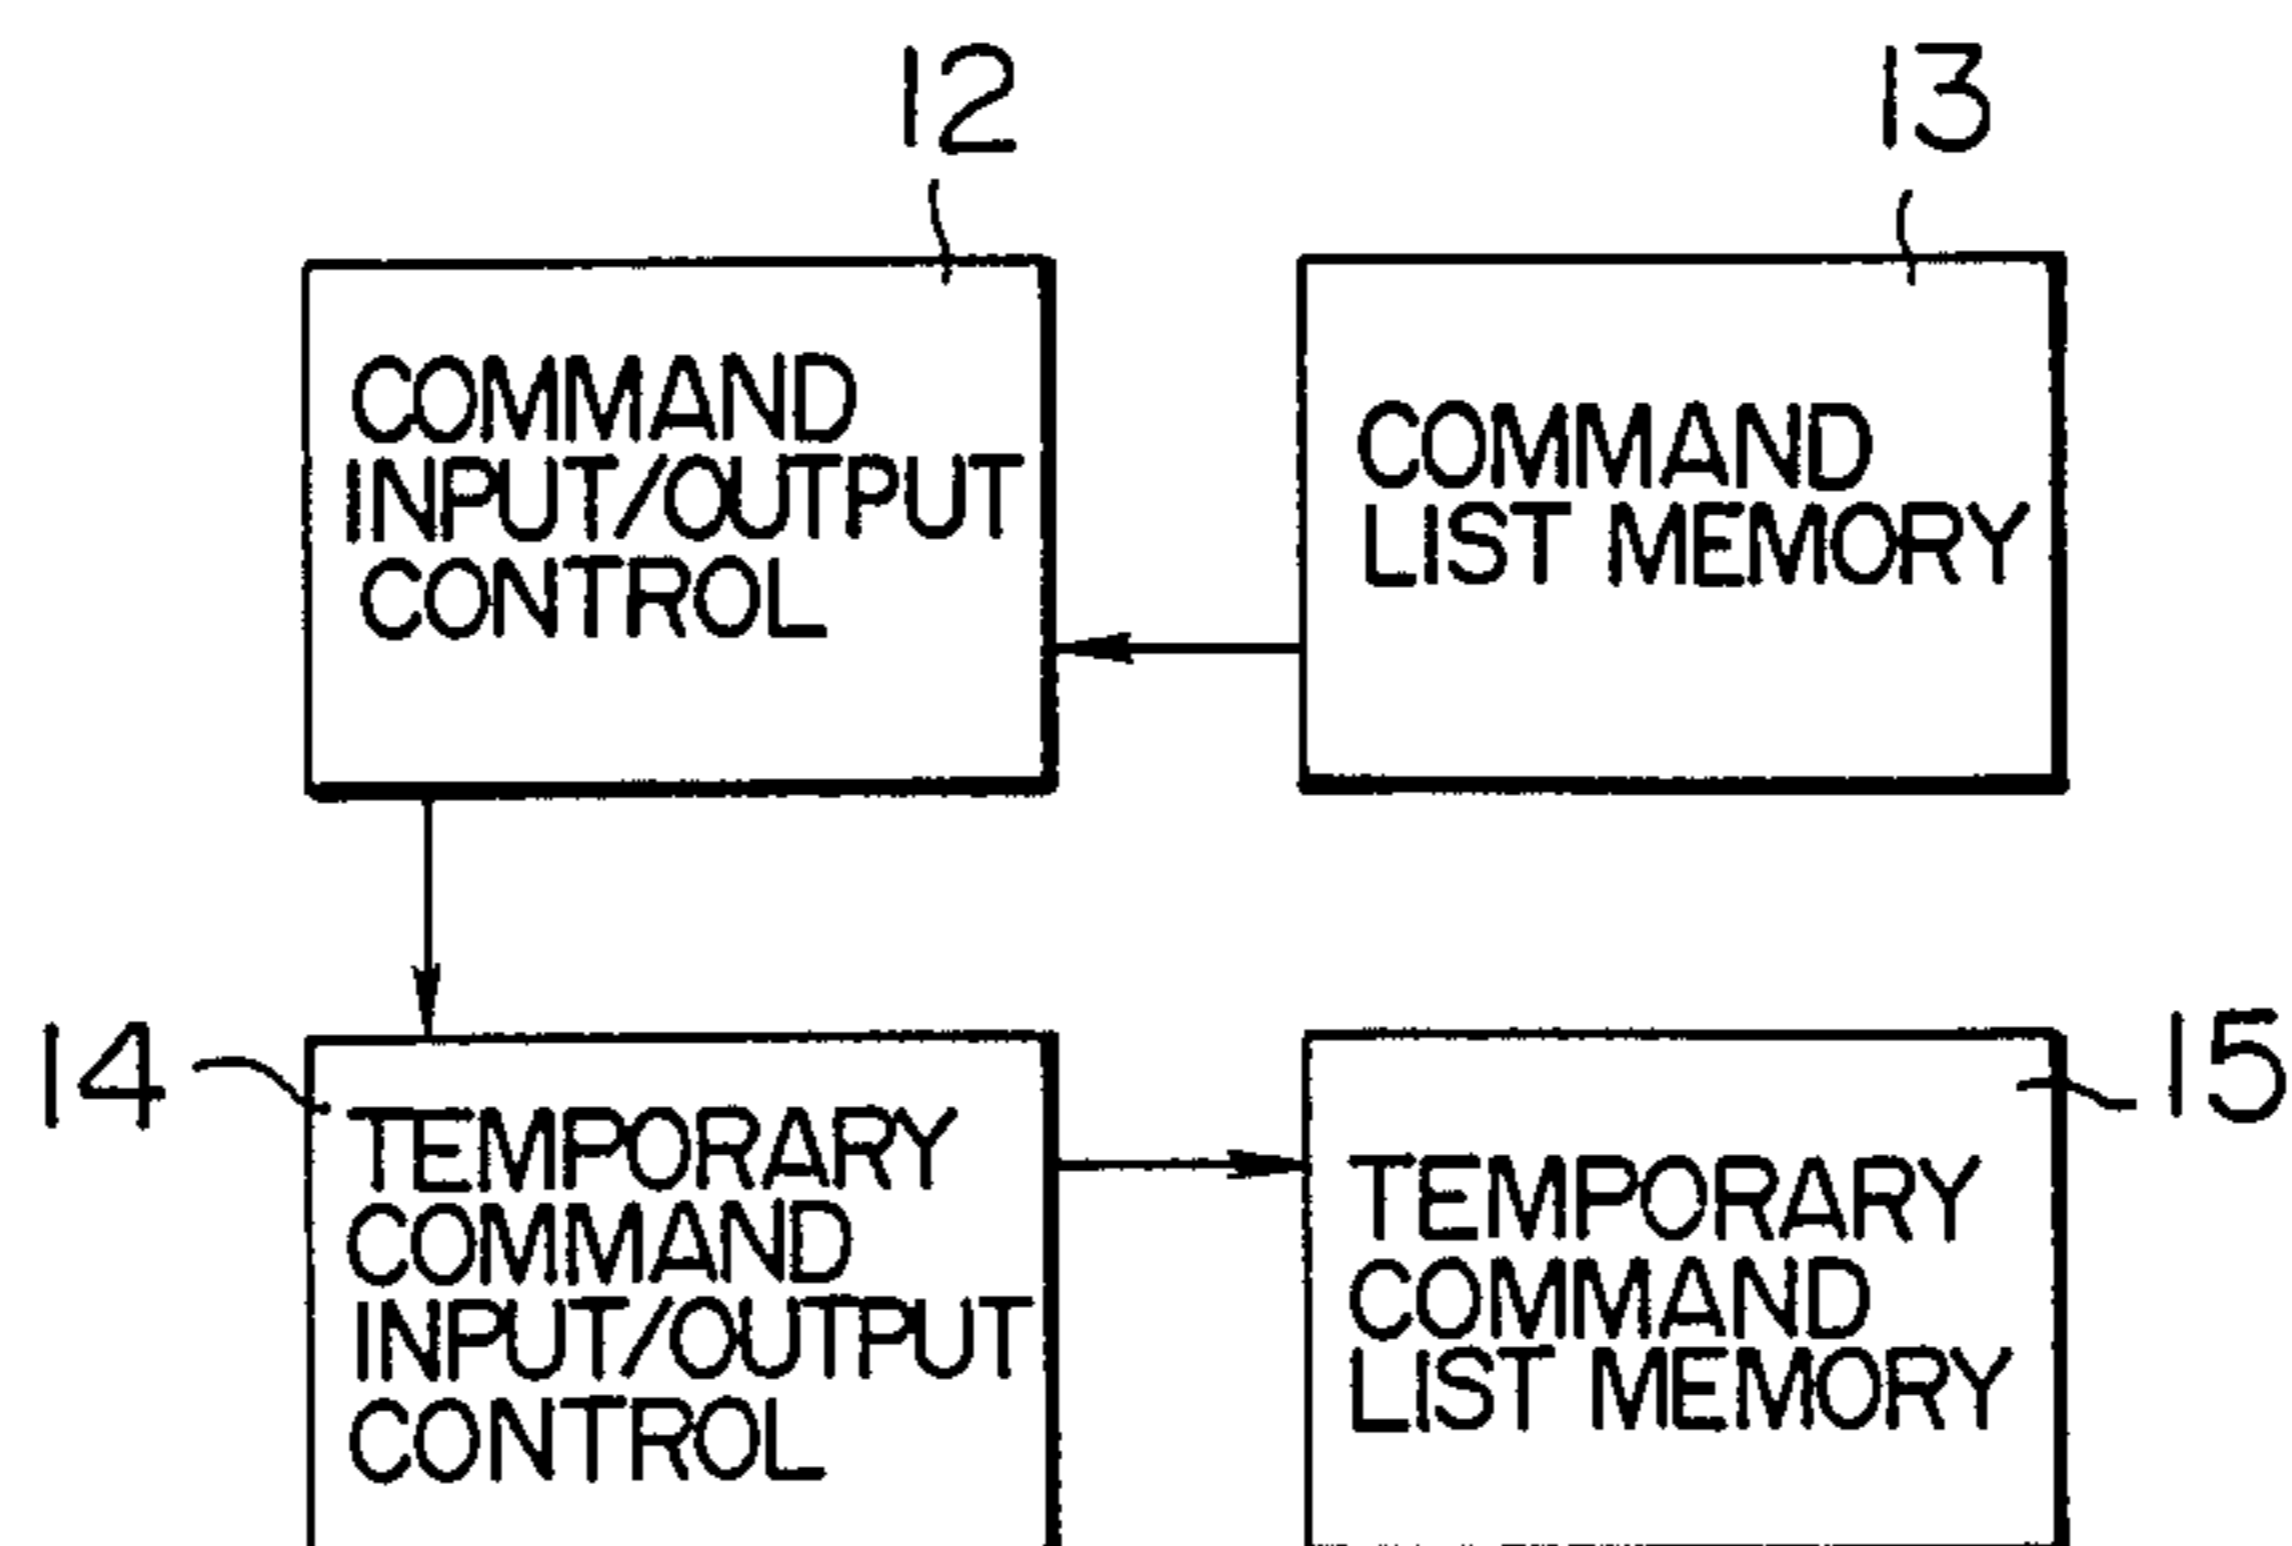 12
13
COMMAND
INPUT/OUTPUT
CONTROL
COMMAND
LIST MEMORY
14
TEMPORARY
COMMAND
INPUT/OUTPUT
CONTROL
15
TEMPORARY
COMMAND
LIST MEMORY